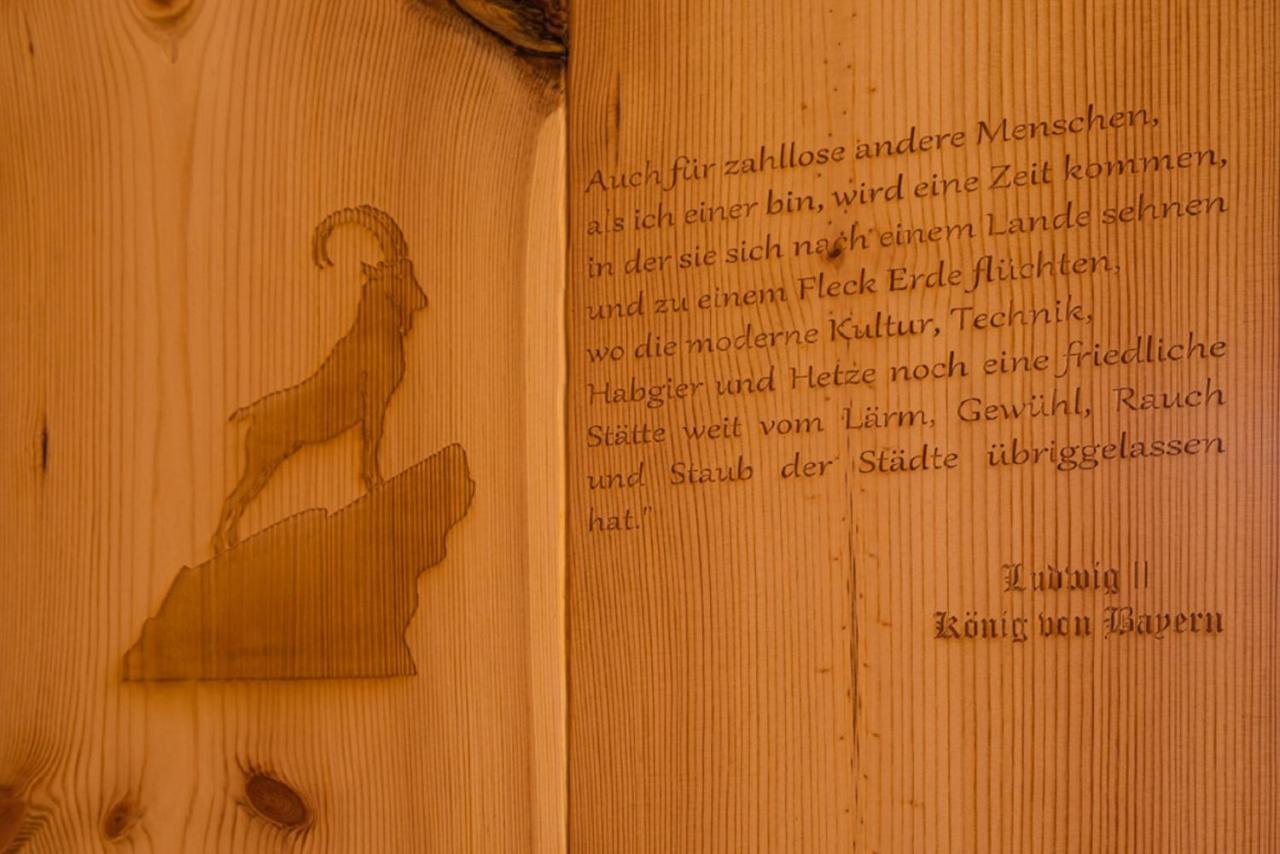 Auch für zahllose andere Menschen,
als ich einer bin, wird eine Zeit kommen,
in der sie sich nach einem Lande sehnen
und zu einem Fleck Erde flüchten,
wo die moderne Kultur, Technik,
Habgier und Hetze noch eine friedliche
Stätte weit vom Lärm, Gewühl, Rauch
und Staub der Städte übriggelassen
hat."
Ludwig II
König von Bayern